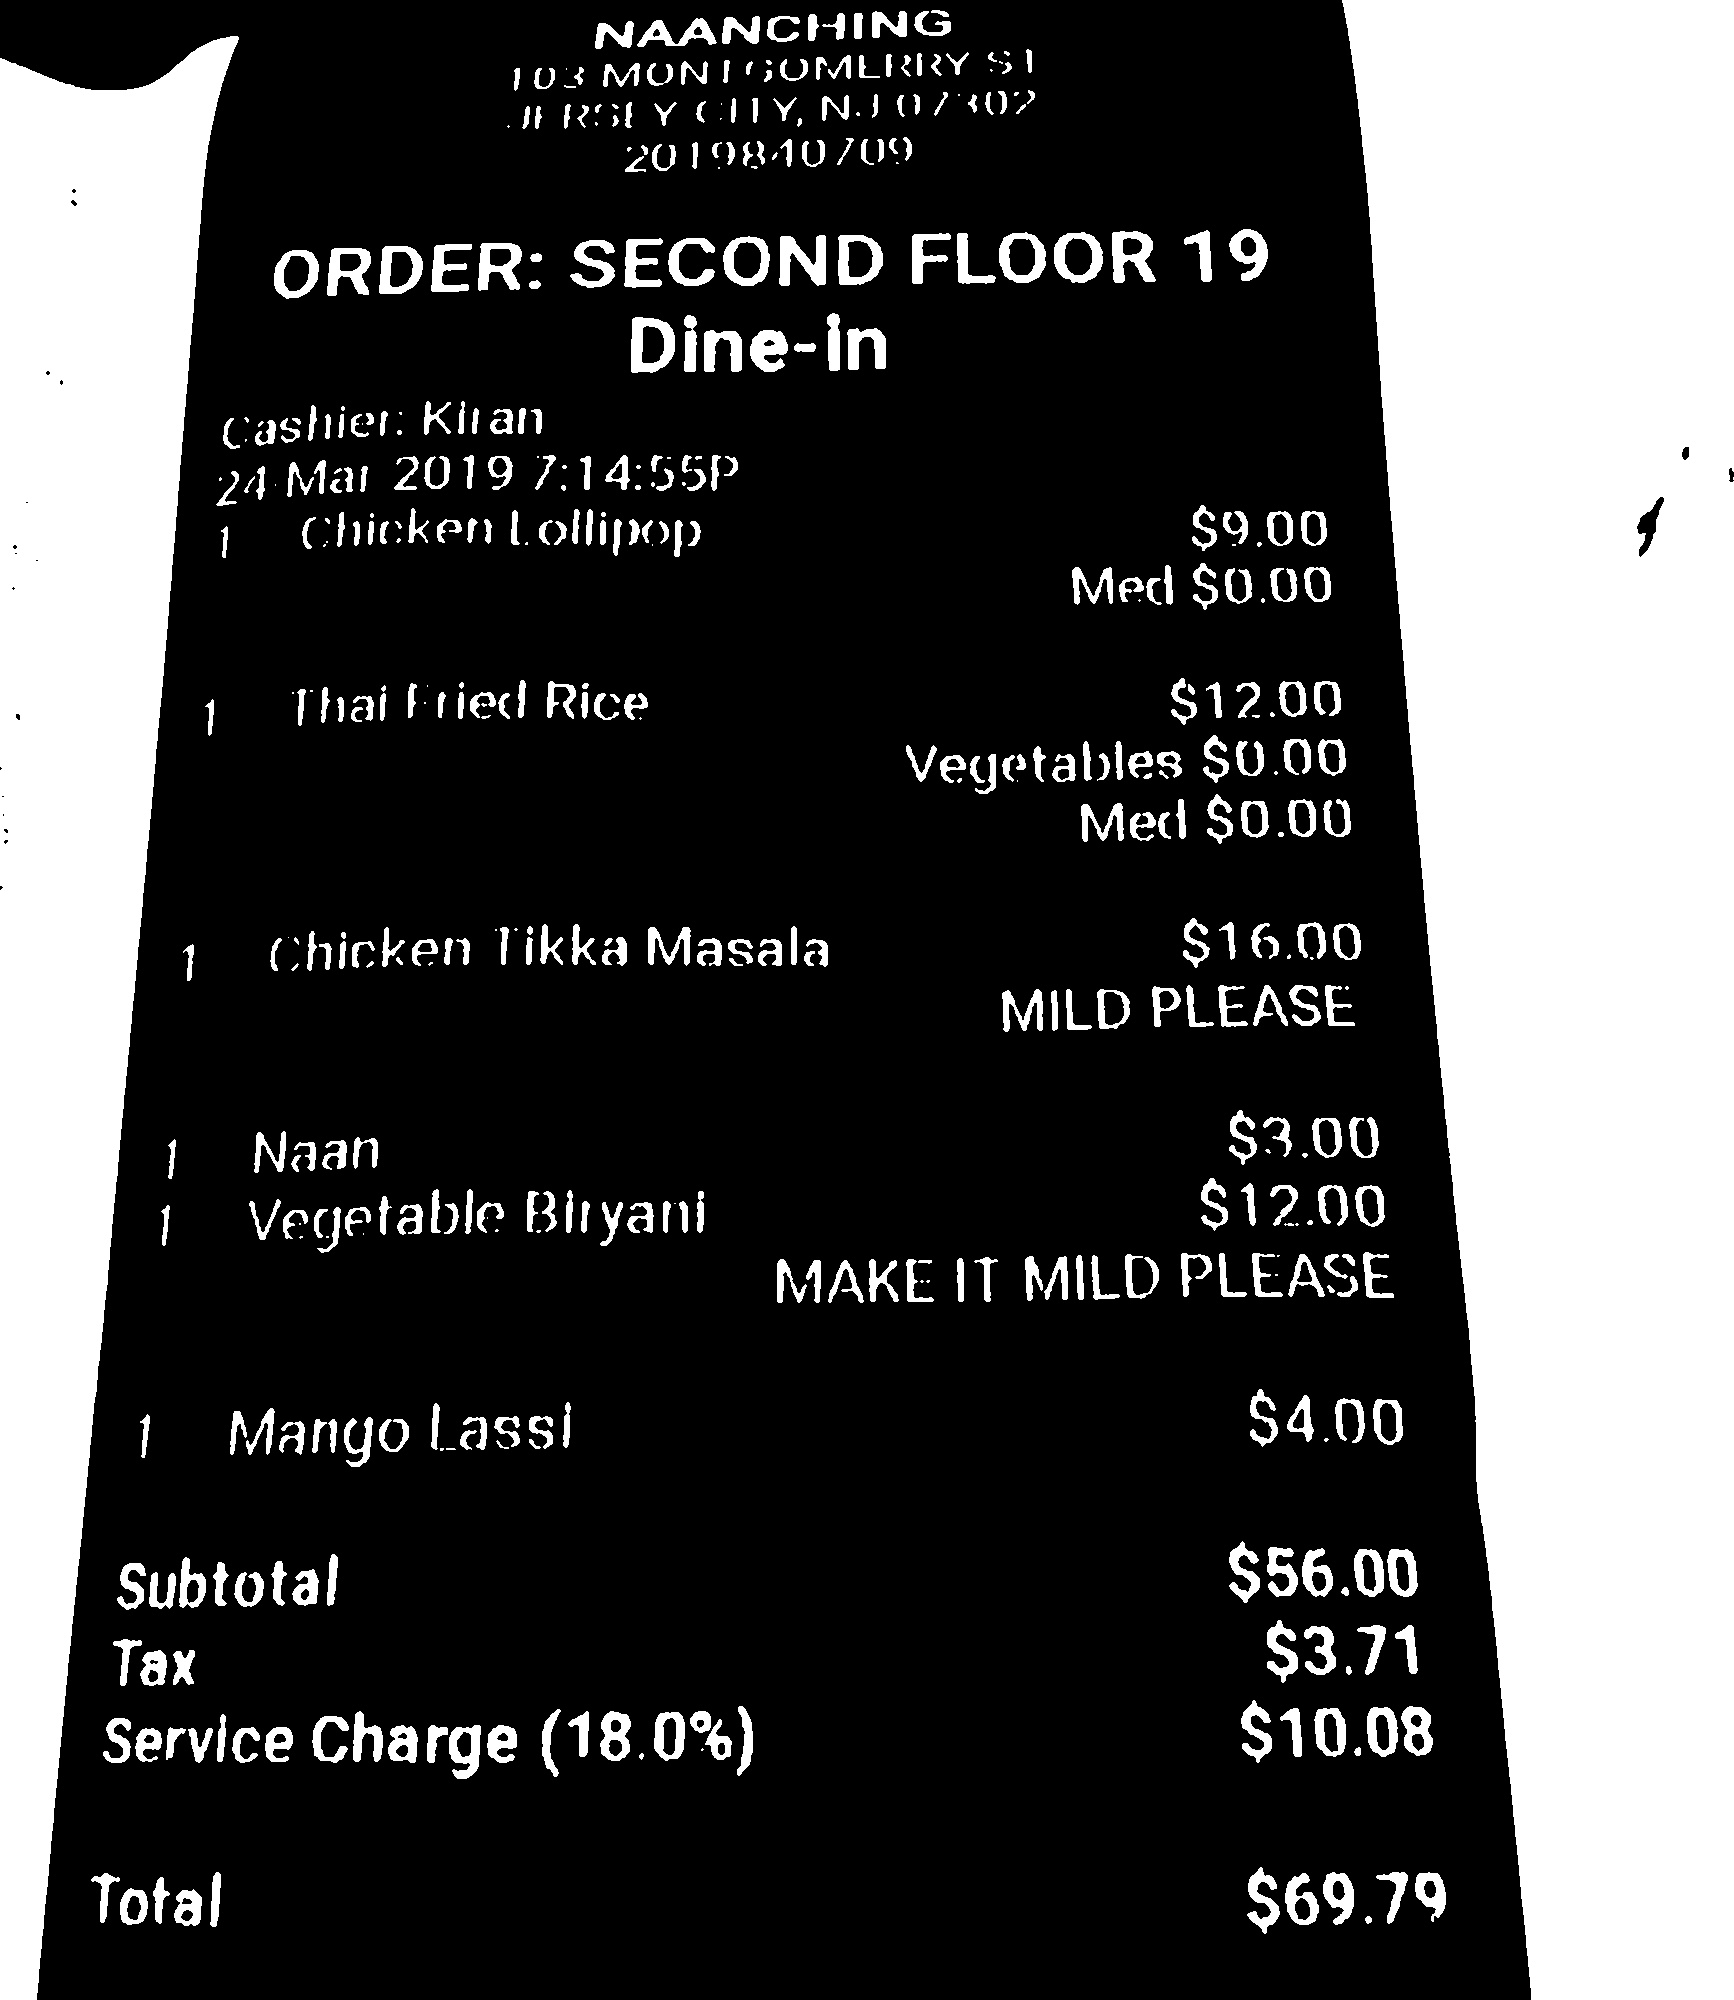 NAANCHING
103 MONTGOMERRY ST
JERSEY CITY, NJ 07302
2019840709
ORDER: SECOND FLOOR 19
Dine-in
Cashier: Kiran
24-Mar 2019 7:14:55P
1 Chicken Lollipop $9.00
Med $0.00
1 Thai Fried Rice $12.00
Vegetables $0.00
Med $0.00
1 Chicken Tikka Masala $16.00
MILD PLEASE
1 Naan $3.00
1 Vegetable Biryani $12.00
MAKE IT MILD PLEASE
1 Mango Lassi $4.00
Subtotal $56.00
Tax $3.71
Service Charge (18.0%) $10.08
Total $69.79